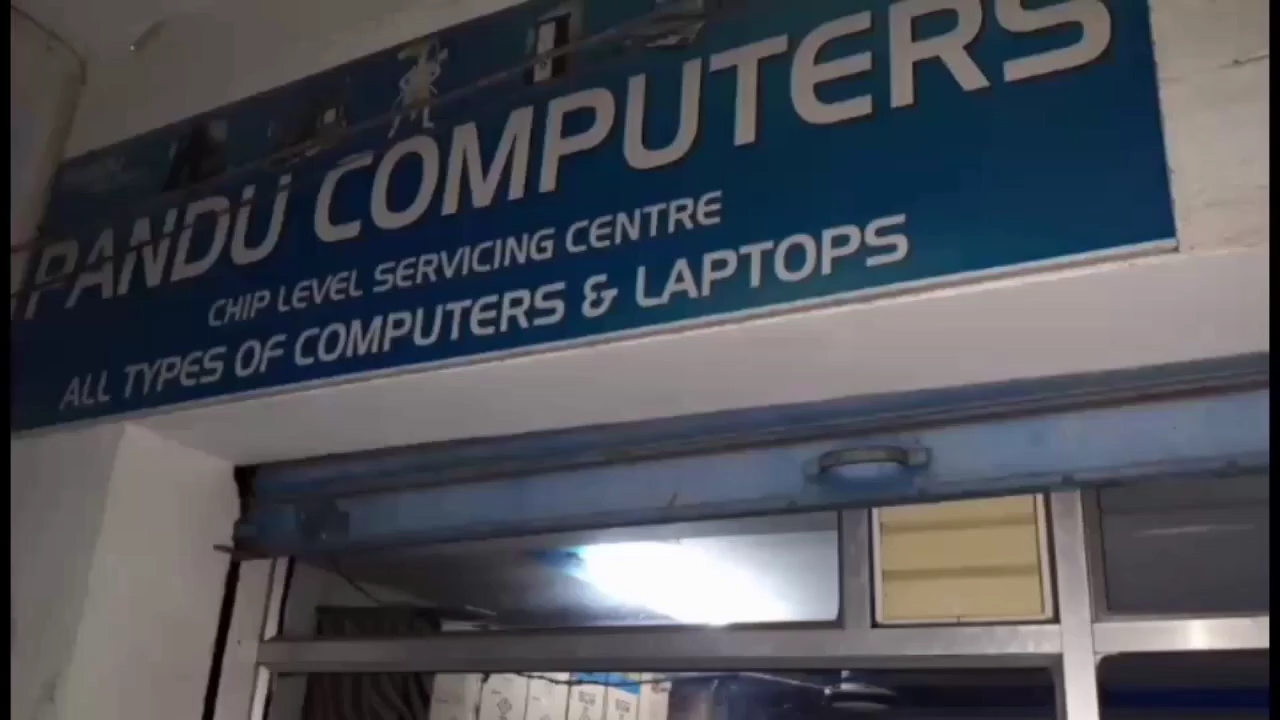 PANDU COMPUTERS
CHIP LEVEL SERVICING CENTRE
ALL TYPES OF COMPUTERS & LAPTOPS